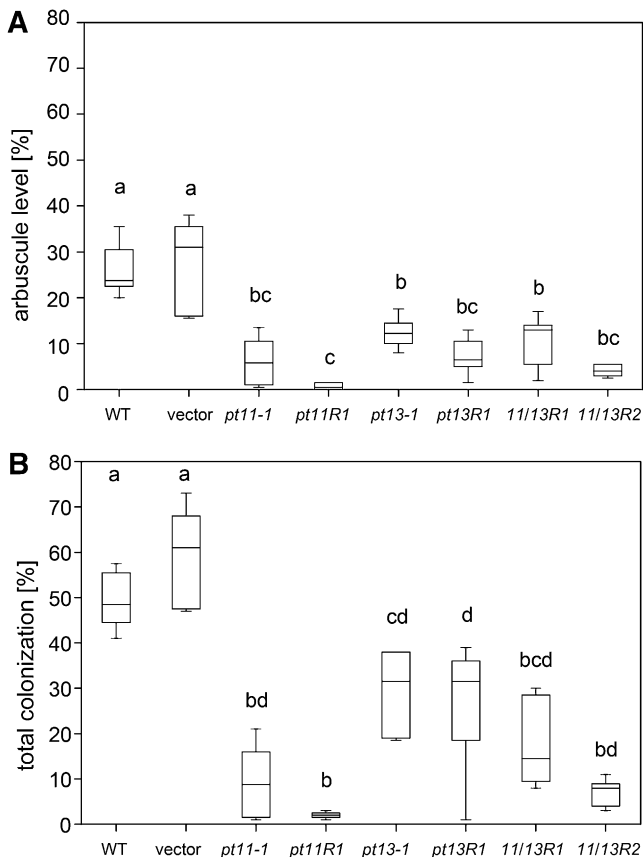 A
arbuscule level [%]
80
70
60
50
40
30
20
10
0
a
a
bc
c
b
bc
b
bc
WT vector pt11-1 pt11R1 pt13-1 pt13R1 11/13R1 11/13R2
B
total colonization [%]
80
70
60
50
40
30
20
10
0
a
a
bd
b
cd
d
bcd
bd
WT vector pt11-1 pt11R1 pt13-1 pt13R1 11/13R1 11/13R2